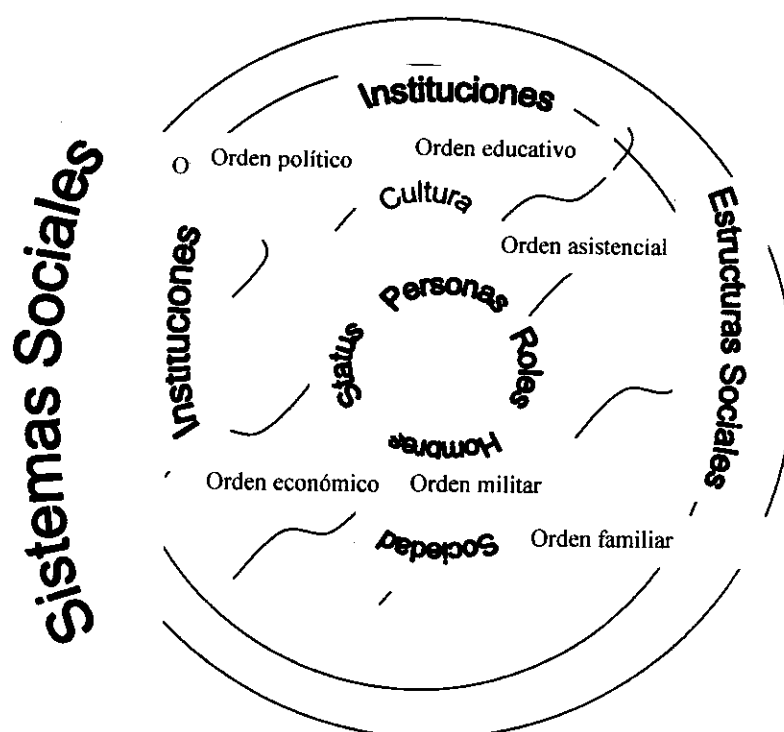 Instituciones
O Orden político Orden educativo
Cultura
Orden asistencial
Sistemas Sociales
Instituciones
Estructuras Sociales
Personas
Status
Roles
Hombres
Orden económico Orden militar
Sociedad
Orden familiar